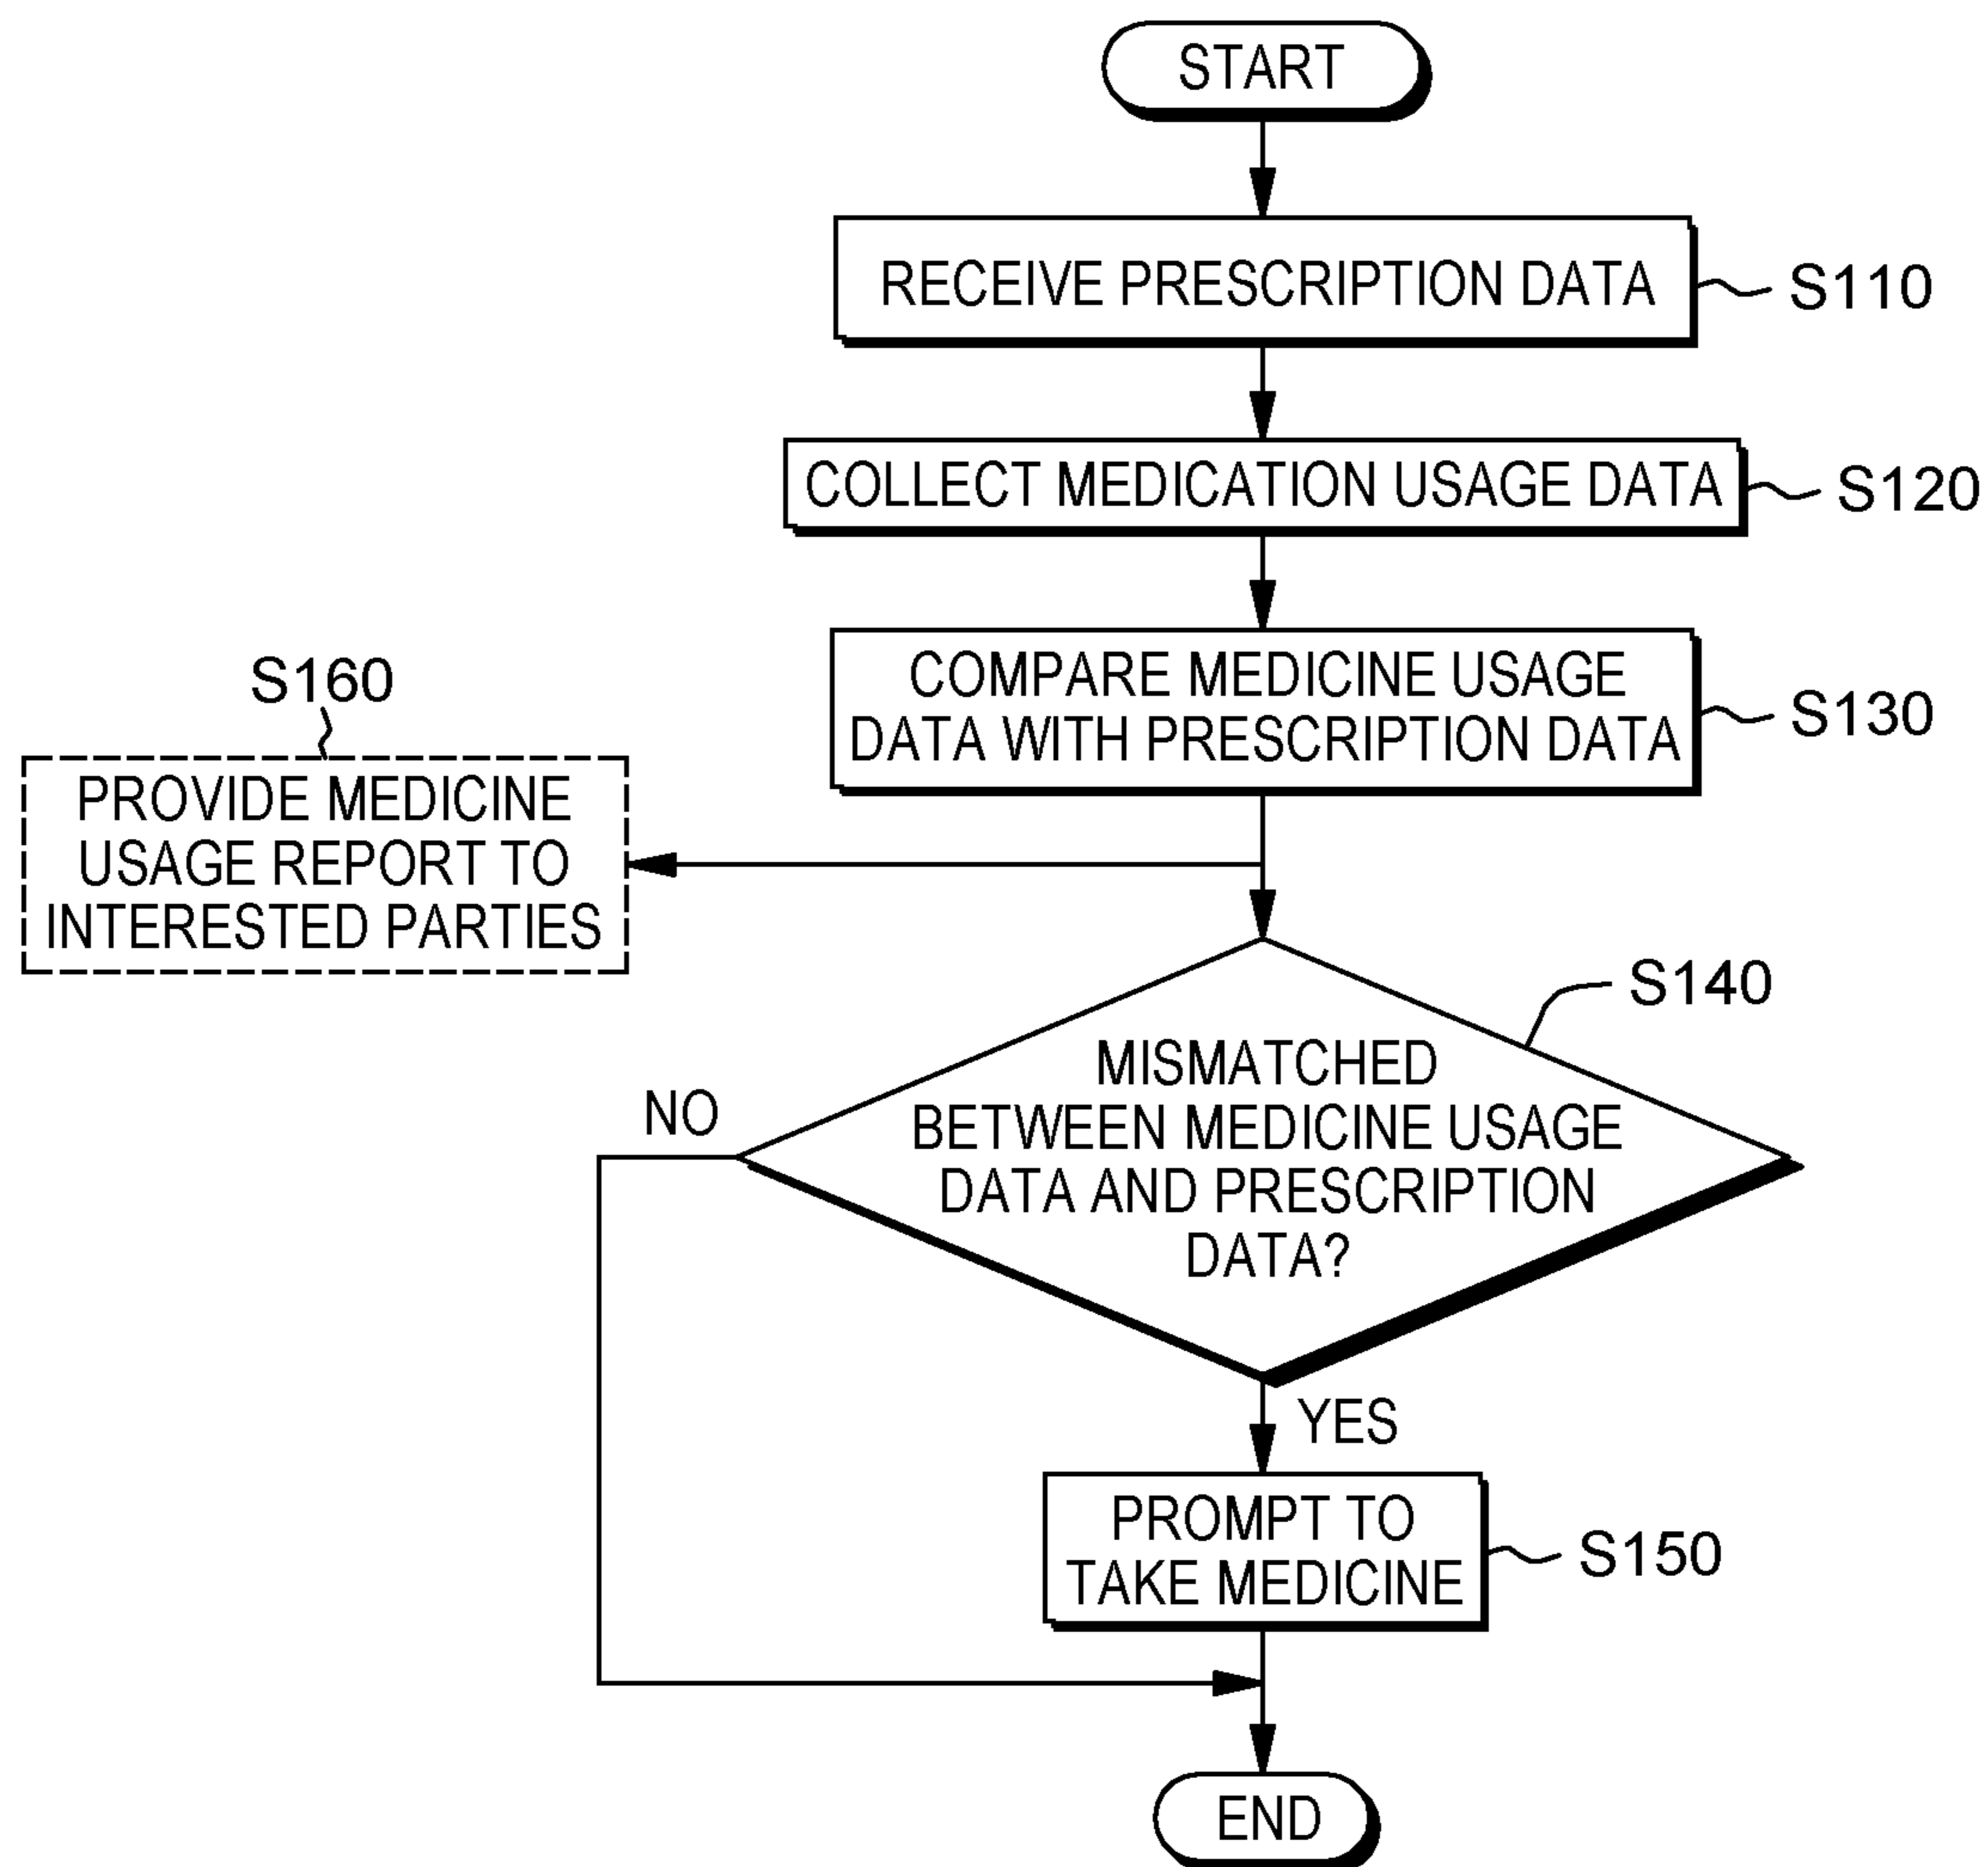 START
RECEIVE PRESCRIPTION DATA
S110
COLLECT MEDICATION USAGE DATA
S120
COMPARE MEDICINE USAGE
DATA WITH PRESCRIPTION DATA
S130
S160
PROVIDE MEDICINE
USAGE REPORT TO
INTERESTED PARTIES
S140
MISMATCHED
BETWEEN MEDICINE USAGE
DATA AND PRESCRIPTION
DATA?
NO
YES
PROMPT TO
TAKE MEDICINE
S150
END